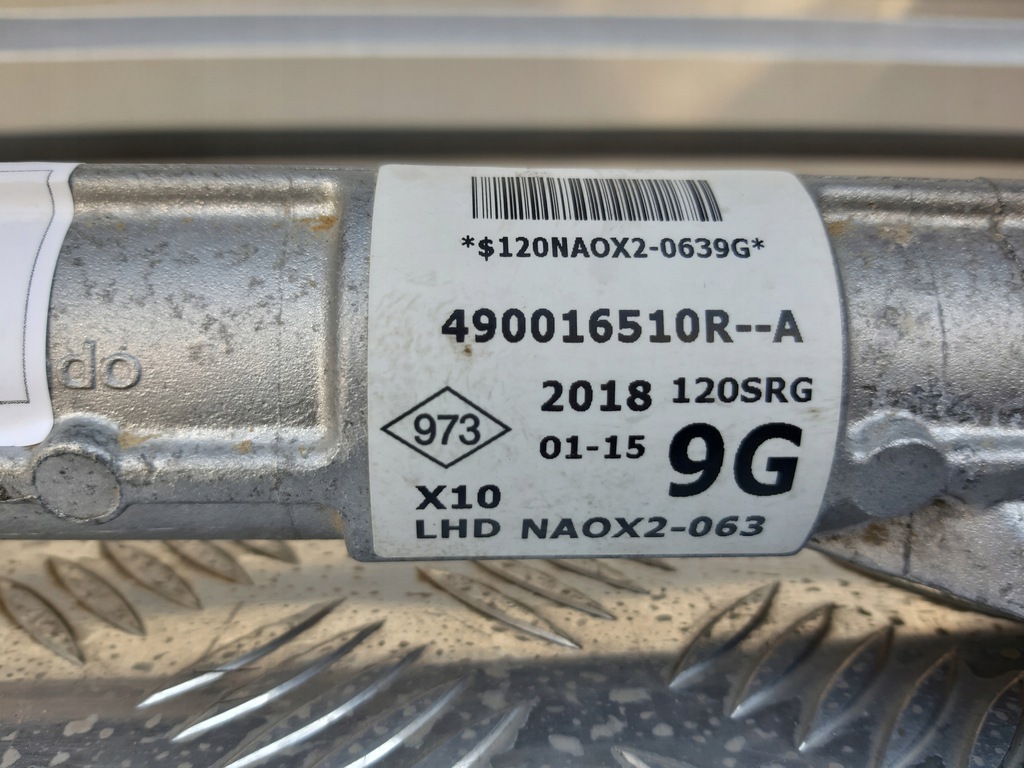 *$120NAOX2-0639G*
490016510R--A
2018 120SRG
973
01-15 9G
X10
LHD NAOX2-063
do